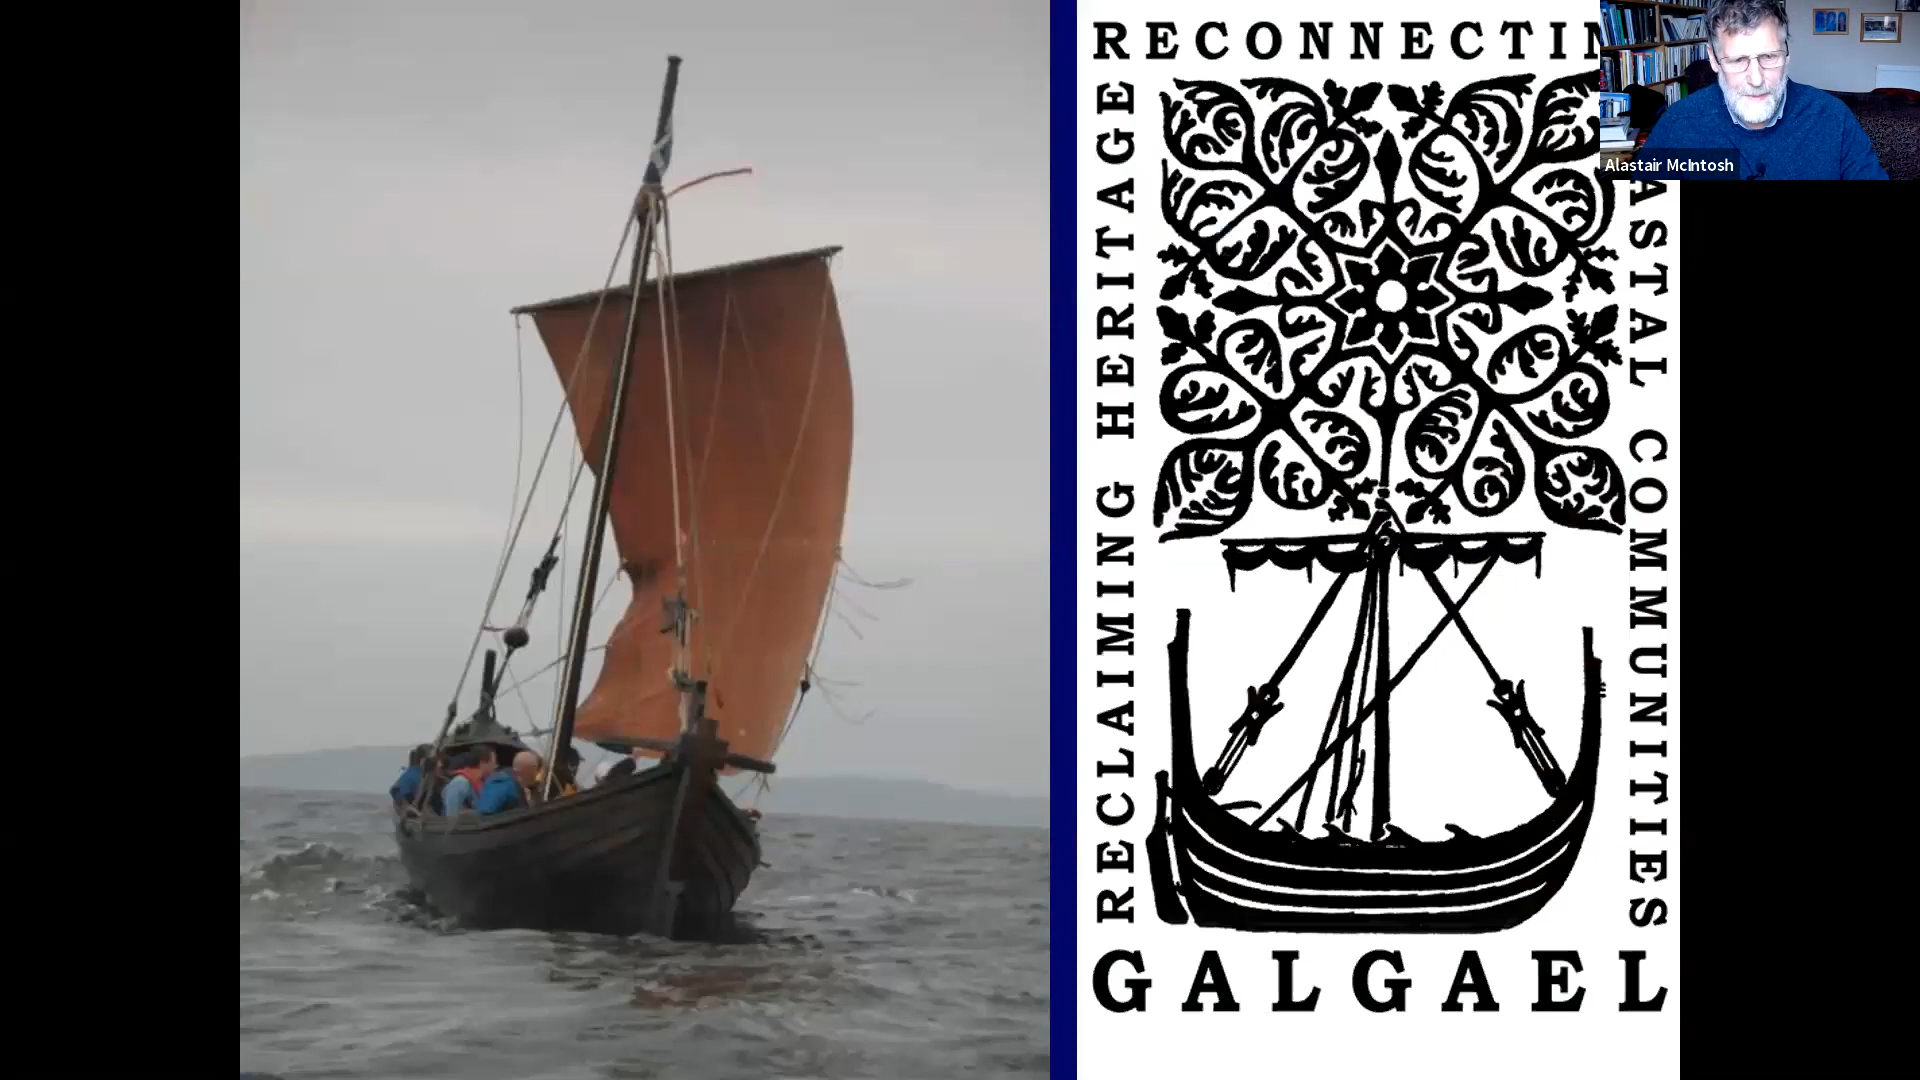 RECONNECTIN
RECLAIMING HERITAGE
ASTAL COMMUNITIES
GALGAEL
Alastair McIntosh